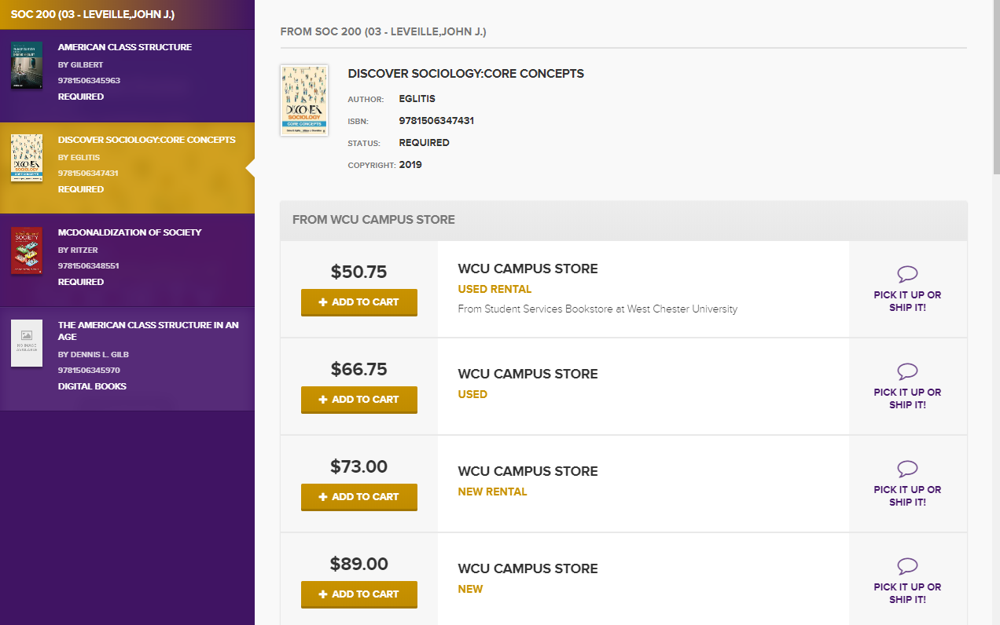 SOC 200 (03 - LEVEILLE,JOHN J.)
AMERICAN CLASS STRUCTURE
BY GILBERT
9781506345963
REQUIRED
DISCOVER SOCIOLOGY:CORE CONCEPTS
BY EGLITIS
9781506347431
REQUIRED
SOCIETY
MCDONALDIZATION OF SOCIETY
BY RITZER
9781506348551
REQUIRED
NO IMAGE
AVAILABLE
THE AMERICAN CLASS STRUCTURE IN AN
AGE
BY DENNIS L. GILB
9781506345970
DIGITAL BOOKS
FROM SOC 200 (03 - LEVEILLE,JOHN J.)
DISCOVER
SOCIOLOGY
CORE CONCEPTS
DISCOVER SOCIOLOGY:CORE CONCEPTS
AUTHOR: EGLITIS
ISBN: 9781506347431
STATUS: REQUIRED
COPYRIGHT: 2019
FROM WCU CAMPUS STORE
$50.75
+ ADD TO CART
WCU CAMPUS STORE
USED RENTAL
From Student Services Bookstore at West Chester University
PICK IT UP OR
SHIP IT!
$66.75
+ ADD TO CART
WCU CAMPUS STORE
USED
PICK IT UP OR
SHIP IT!
$73.00
+ ADD TO CART
WCU CAMPUS STORE
NEW RENTAL
PICK IT UP OR
SHIP IT!
$89.00
+ ADD TO CART
WCU CAMPUS STORE
NEW
PICK IT UP OR
SHIP IT!